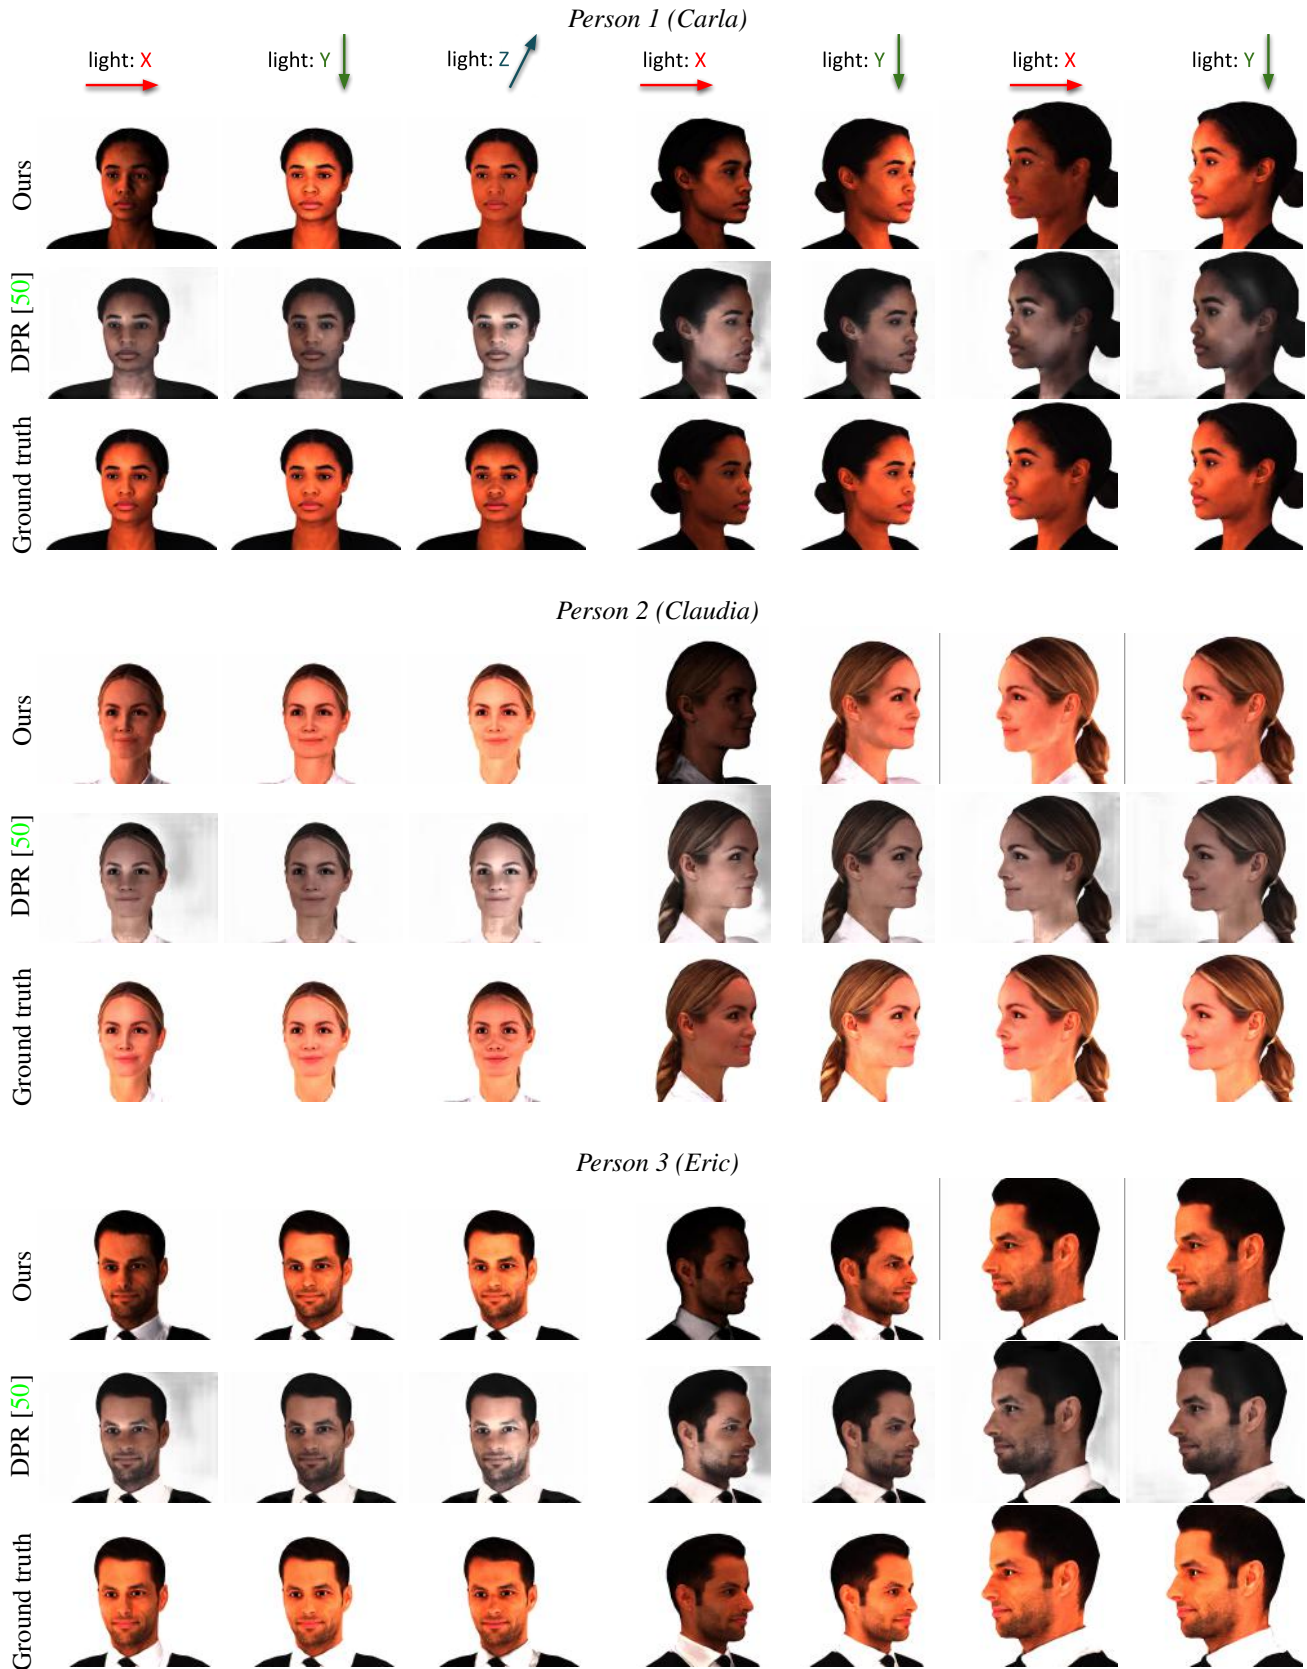 Person 1 (Carla)
light: X
light: Y
light: Z
light: X
light: Y
light: X
light: Y
Ours
DPR [50]
Ground truth
Person 2 (Claudia)
Ours
DPR [50]
Ground truth
Person 3 (Eric)
Ours
DPR [50]
Ground truth